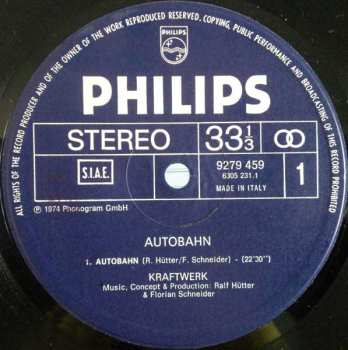 ALL RIGHTS OF THE RECORD PRODUCER AND OF THE OWNER OF THE WORK REPRODUCED RESERVED. COPYING, PUBLIC PERFORMANCE AND BROADCASTING OF THIS RECORD PROHIBITED
PHILIPS
PHILIPS
STEREO 33 1/3
S.I.A.E. 9279 459 1
6305 231.1
MADE IN ITALY
℗ 1974 Phonogram GmbH
AUTOBAHN
1. AUTOBAHN (R. Hütter/F. Schneider) - (22'30")
KRAFTWERK
Music, Concept & Production: Ralf Hütter
& Florian Schneider